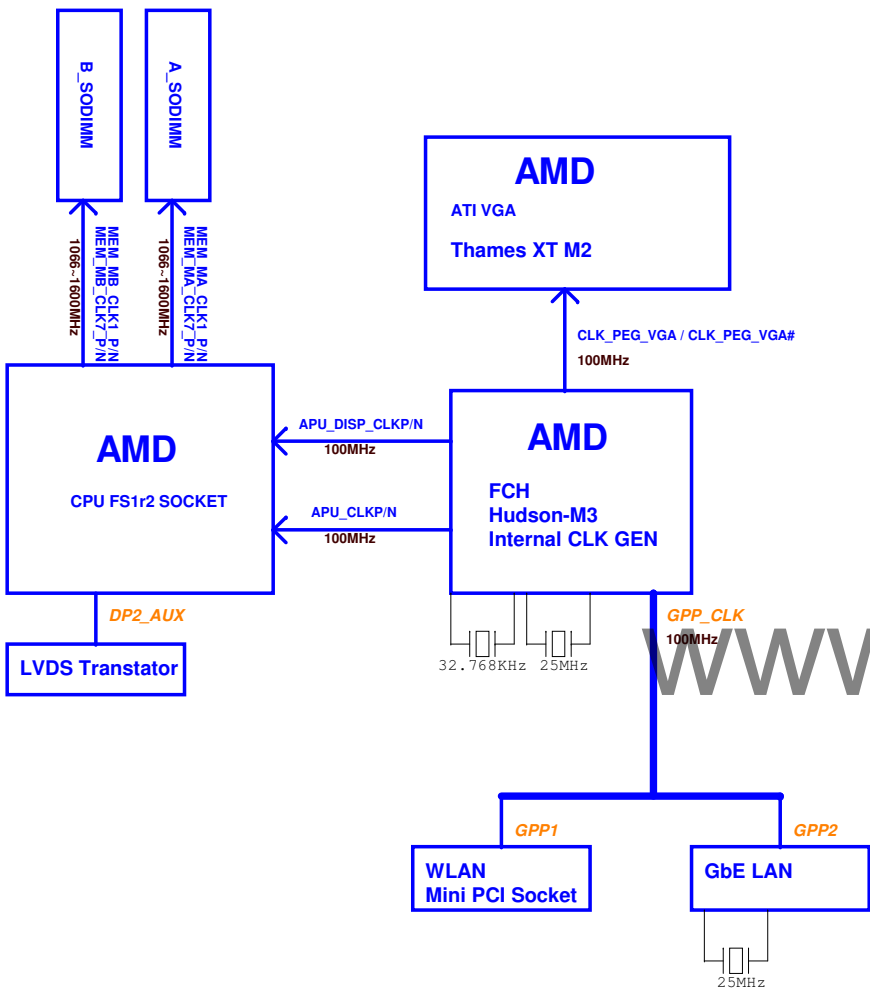 B_SODIMM
A_SODIMM
MEM_MB_CLK1_P/N
MEM_MB_CLK7_P/N
1066~1600MHz
MEM_MA_CLK1_P/N
MEM_MA_CLK7_P/N
1066~1600MHz
AMD
ATI VGA
Thames XT M2
CLK_PEG_VGA / CLK_PEG_VGA#
100MHz
AMD
CPU FS1r2 SOCKET
APU_DISP_CLKP/N
100MHz
APU_CLKP/N
100MHz
AMD
FCH
Hudson-M3
Internal CLK GEN
DP2_AUX
LVDS Transtator
32.768KHz
25MHz
GPP_CLK
100MHz
www
GPP1
GPP2
WLAN
Mini PCI Socket
GbE LAN
25MHz